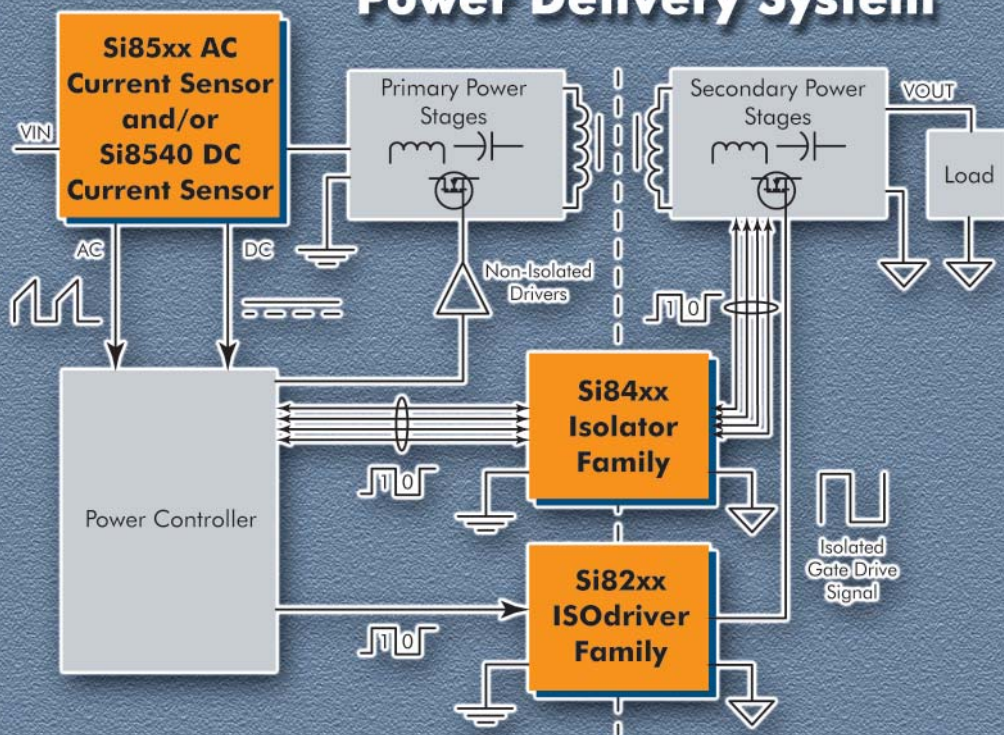 Power Delivery System
Si85xx AC
Current Sensor
and/or
Si8540 DC
Current Sensor
VIN
Primary Power
Stages
Secondary Power
Stages
VOUT
Load
AC
DC
Non-Isolated
Drivers
1 0
Si84xx
Isolator
Family
1 0
Power Controller
Isolated
Gate Drive
Signal
Si82xx
ISOdriver
Family
1 0